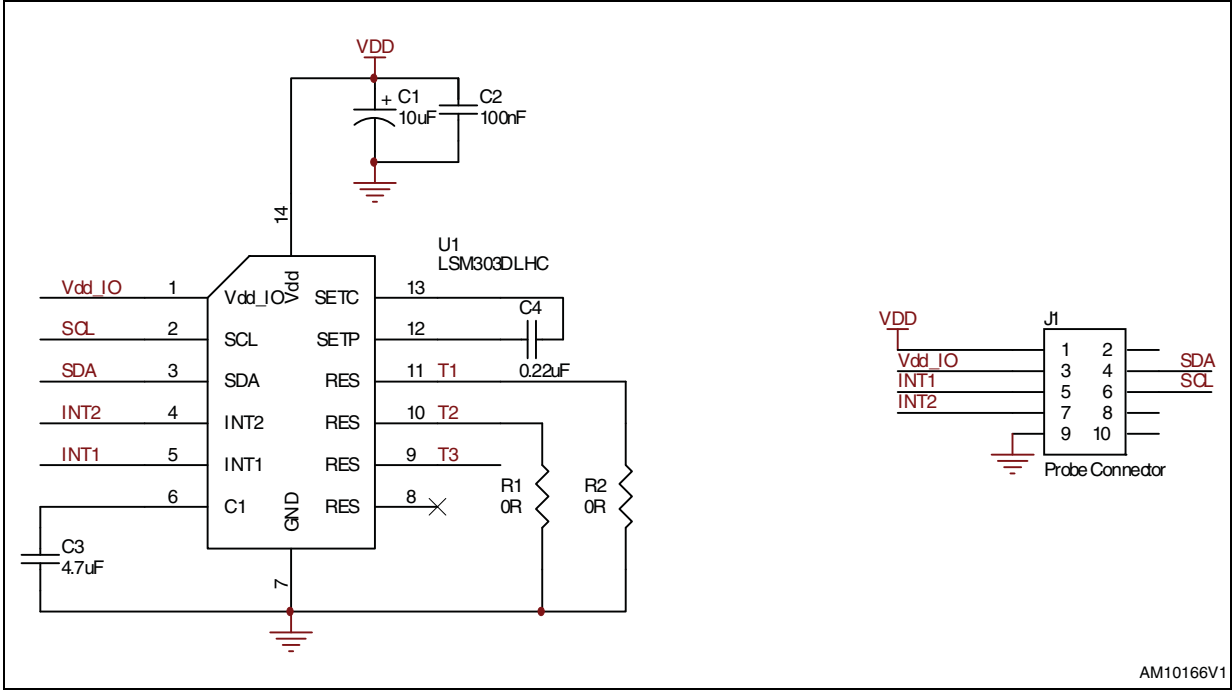 VDD
+ C1
10uF
C2
100nF
14
U1
LSM303DLHC
Vdd_IO 1 Vdd_IO Vdd SETC 13
C4
SCL 2 SCL SETP 12
0.22uF
SDA 3 SDA RES 11 T1
INT2 4 INT2 RES 10 T2
INT1 5 INT1 RES 9 T3
6 C1 GND RES 8
R1
0R
R2
0R
C3
4.7uF
7
VDD
J1
1 2
Vdd_IO 3 4 SDA
INT1 5 6 SCL
INT2 7 8
9 10
Probe Connector
AM10166V1